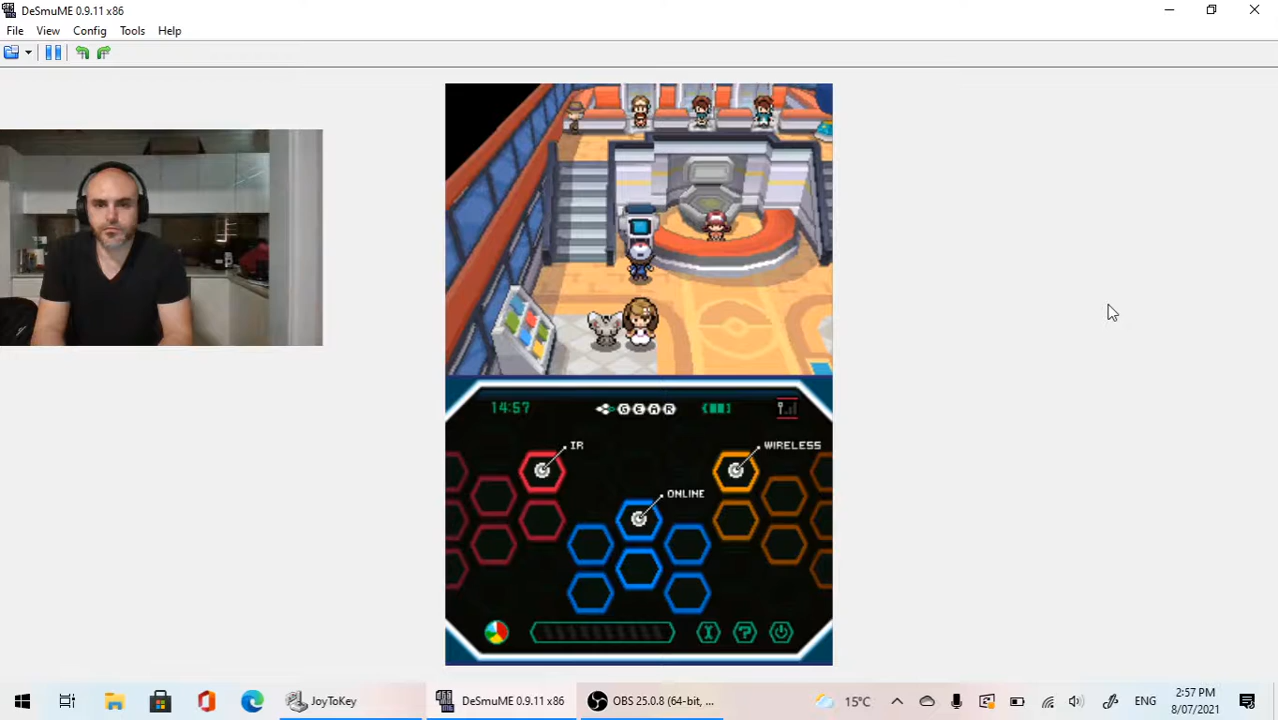 DeSmuME 0.9.11 x86
File View Config Tools Help
14:57 GEAR
IR
WIRELESS
ONLINE
JoyToKey
DeSmuME 0.9.11 x86
OBS 25.0.8 (64-bit, ...
15°C
ENG
2:57 PM
8/07/2021